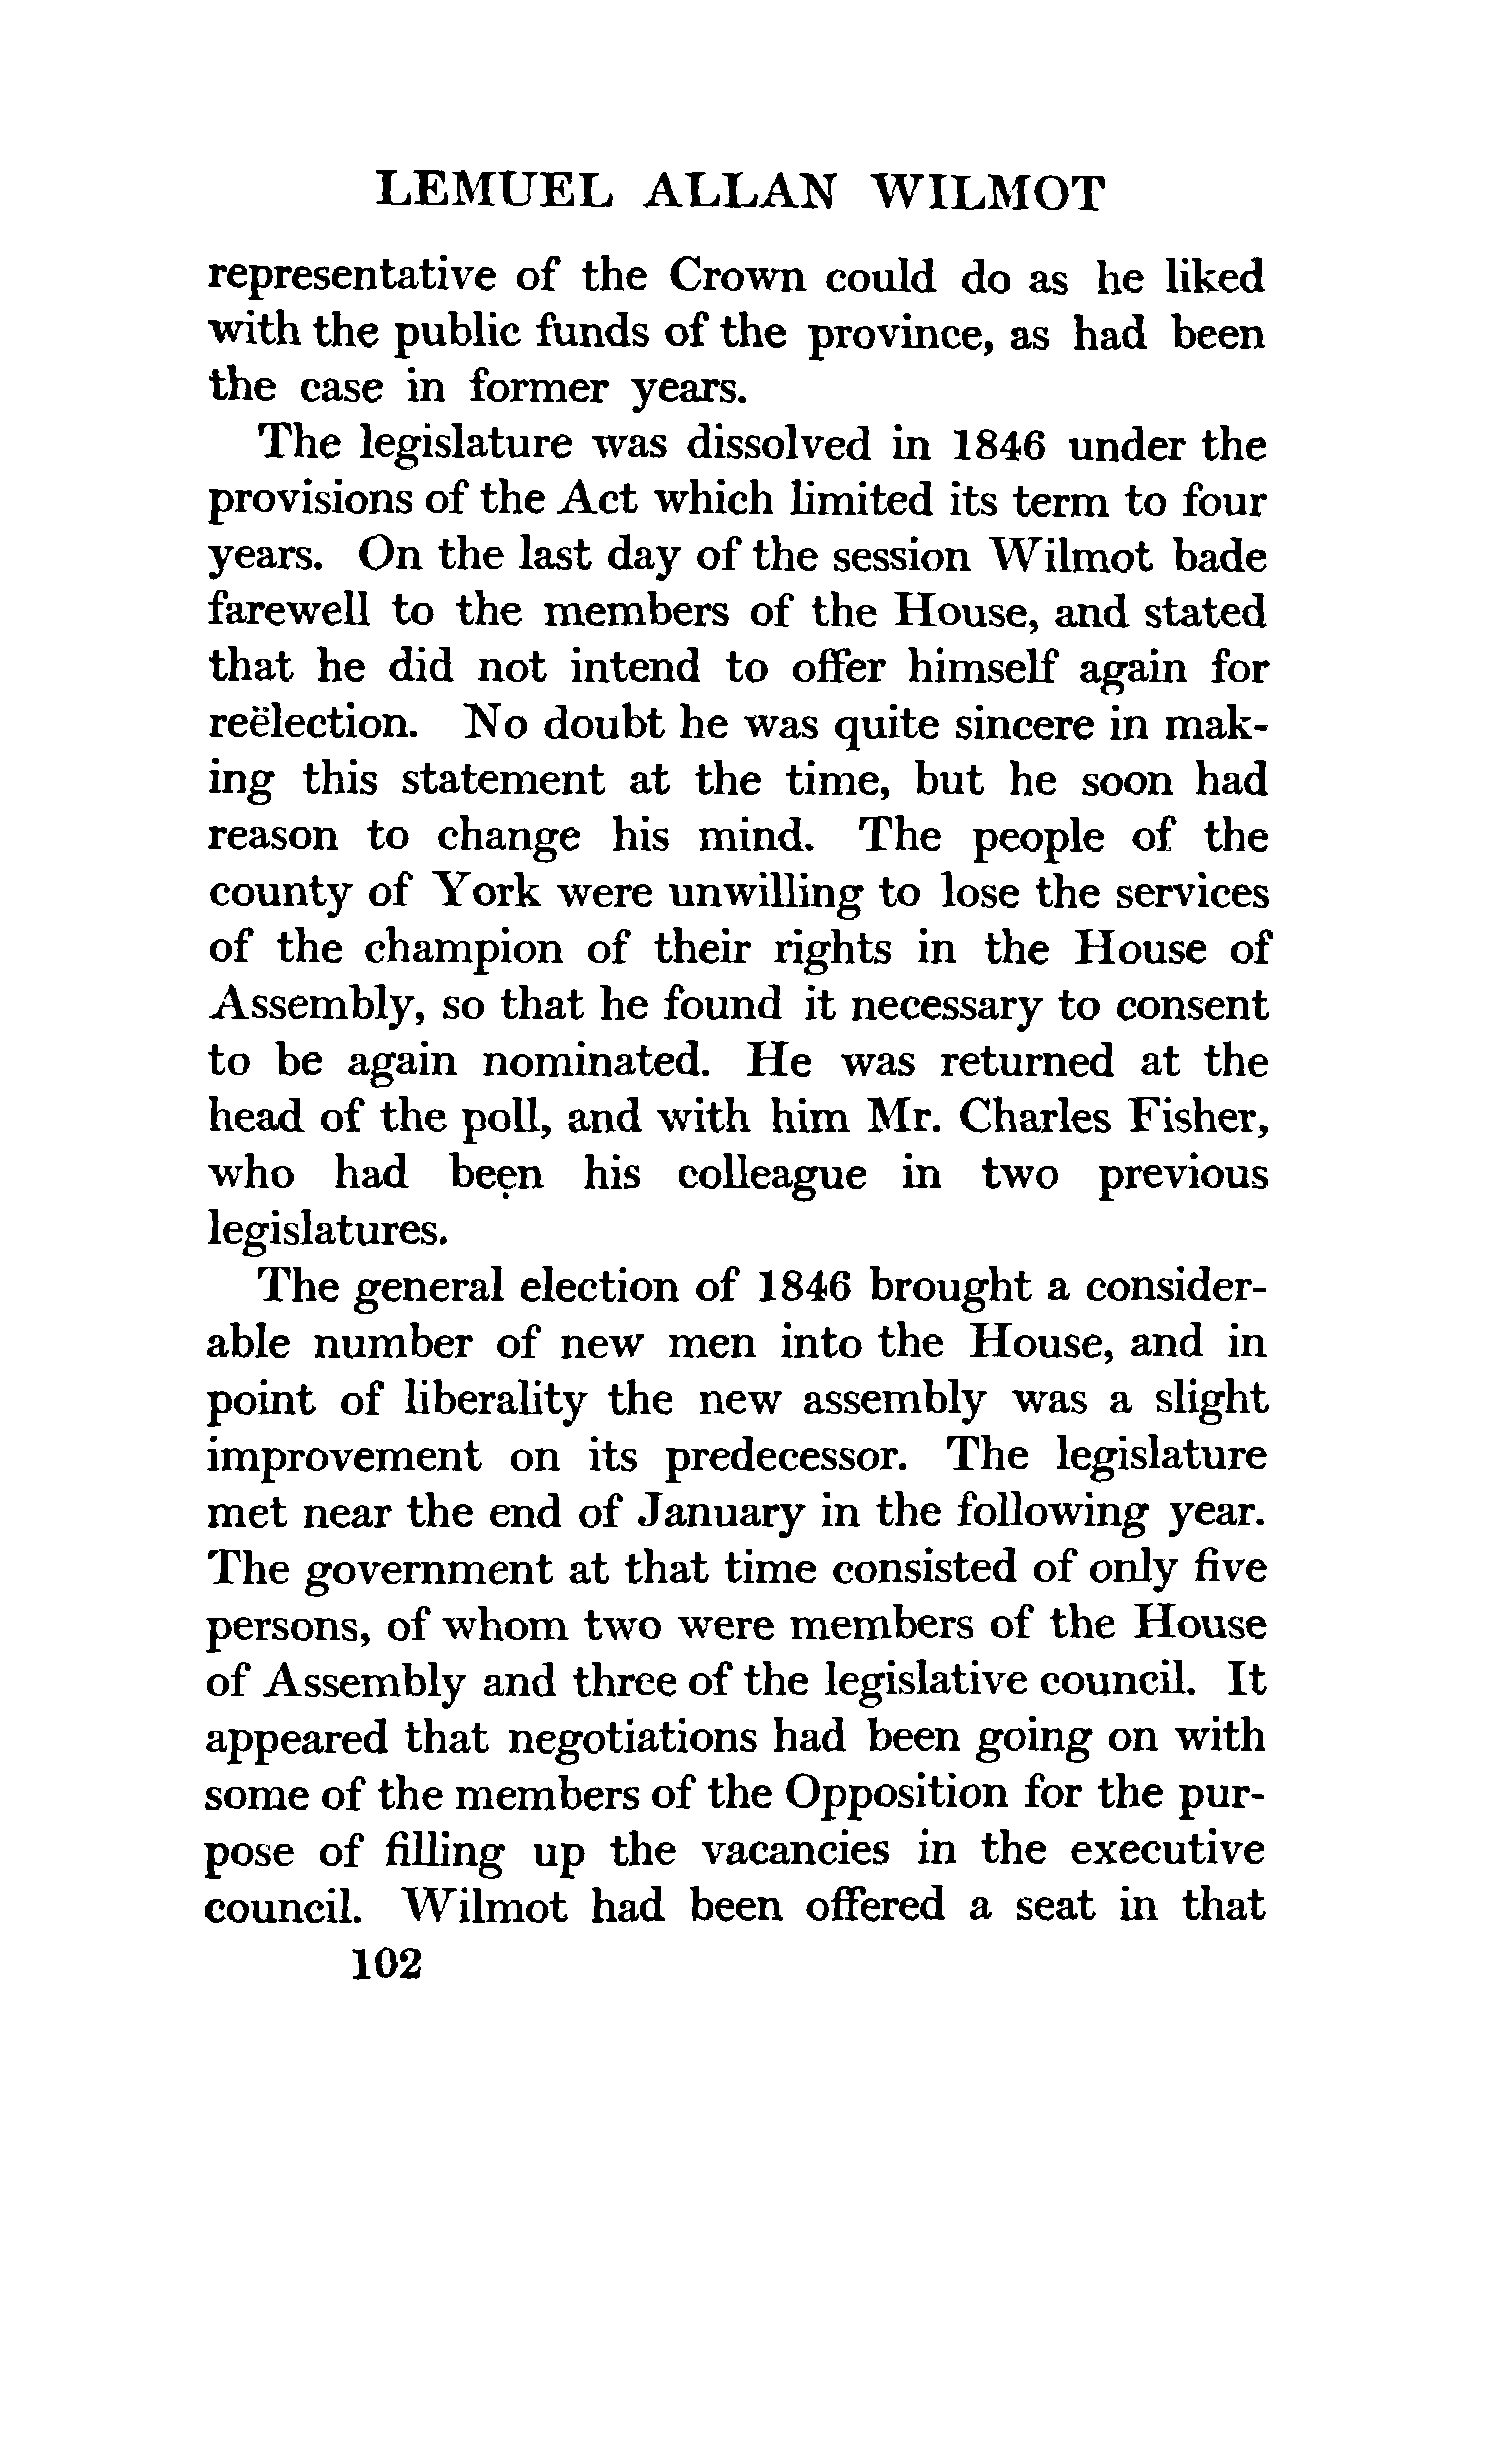 LEMUEL ALLAN WILMOT
representative of the Crown could do as he liked
with the public funds of the province, as had been
the case in former years.
The legislature was dissolved in 1846 under the
provisions of the Act which limited its term to four
years. On the last day of the session Wilmot bade
farewell to the members of the House, and stated
that he did not intend to offer himself again for
reëlection. No doubt he was quite sincere in mak-
ing this statement at the time, but he soon had
reason to change his mind. The people of the
county of York were unwilling to lose the services
of the champion of their rights in the House of
Assembly, so that he found it necessary to consent
to be again nominated. He was returned at the
head of the poll, and with him Mr. Charles Fisher,
who had been his colleague in two previous
legislatures.
The general election of 1846 brought a consider-
able number of new men into the House, and in
point of liberality the new assembly was a slight
improvement on its predecessor. The legislature
met near the end of January in the following year.
The government at that time consisted of only five
persons, of whom two were members of the House
of Assembly and three of the legislative council. It
appeared that negotiations had been going on with
some of the members of the Opposition for the pur-
pose of filling up the vacancies in the executive
council. Wilmot had been offered a seat in that
102